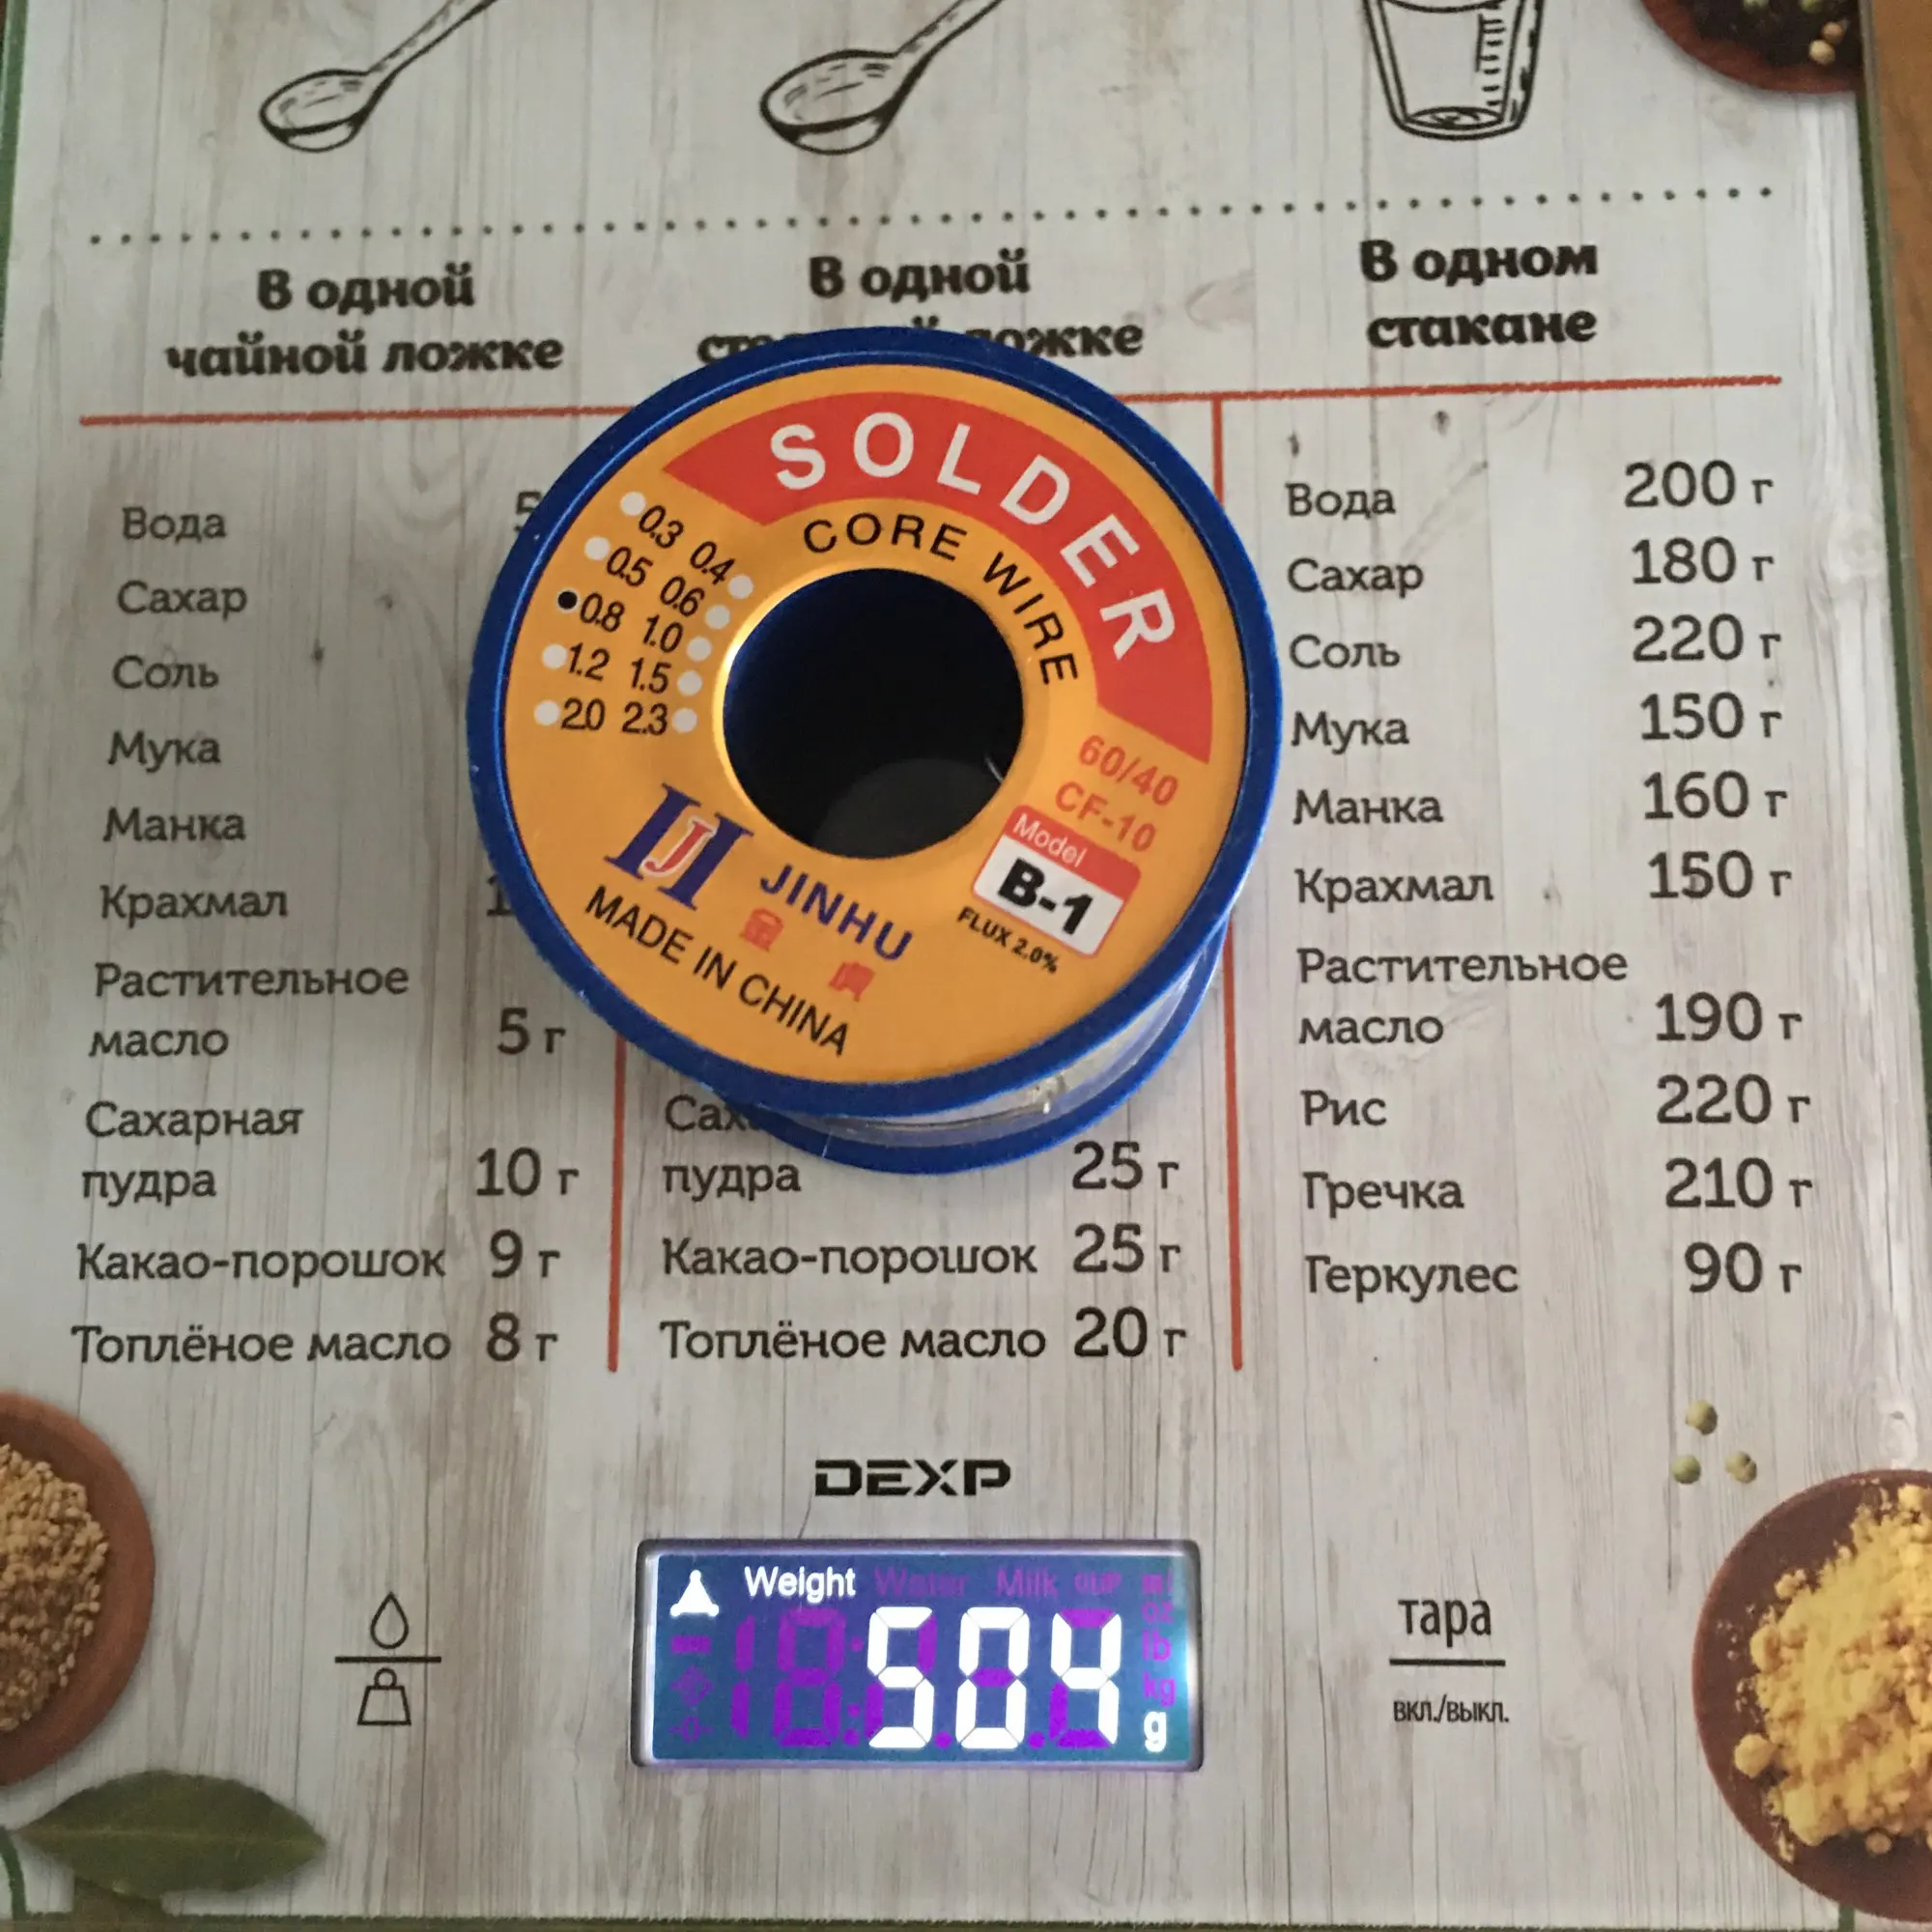 В одной
чайной ложке
В одной
ложке
В одном
стакане
Вода
Сахар
Соль
Мука
Манка
Крахмал
Растительное
масло 5 г
Сахарная
пудра 10 г
Какао-порошок 9 г
Топлёное масло 8 г
SOLDER
CORE WIRE
0.3 0.4
0.5 0.6
0.8 1.0
1.2 1.5
2.0 2.3
60/40
CF-10
Model
B-1
FLUX 2.0%
JINHU
金虎
MADE IN CHINA
пудра 25 г
Какао-порошок 25 г
Топлёное масло 20 г
Вода 200 г
Сахар 180 г
Соль 220 г
Мука 150 г
Манка 160 г
Крахмал 150 г
Растительное
масло 190 г
Рис 220 г
Гречка 210 г
Геркулес 90 г
DEXP
Weight Water Milk
lb
kg
504 g
тара
вкл./выкл.